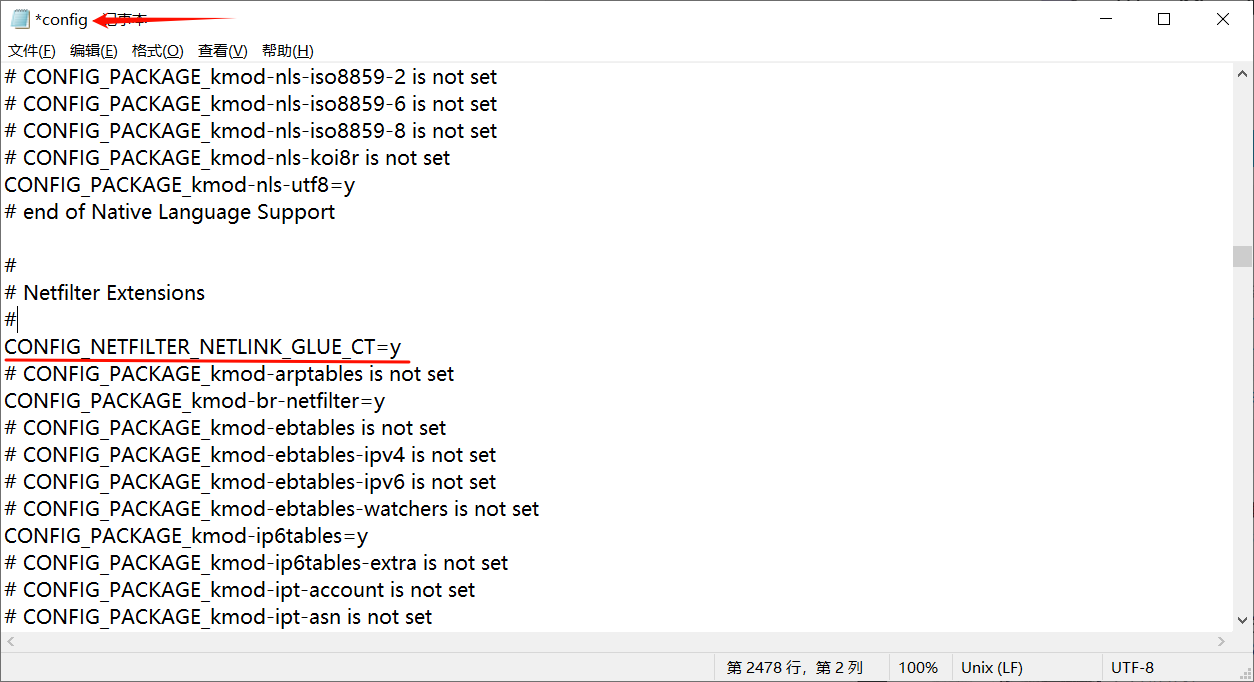 *config - 记事本
文件(F) 编辑(E) 格式(O) 查看(V) 帮助(H)
# CONFIG_PACKAGE_kmod-nls-iso8859-2 is not set
# CONFIG_PACKAGE_kmod-nls-iso8859-6 is not set
# CONFIG_PACKAGE_kmod-nls-iso8859-8 is not set
# CONFIG_PACKAGE_kmod-nls-koi8r is not set
CONFIG_PACKAGE_kmod-nls-utf8=y
# end of Native Language Support
#
# Netfilter Extensions
#
CONFIG_NETFILTER_NETLINK_GLUE_CT=y
# CONFIG_PACKAGE_kmod-arptables is not set
CONFIG_PACKAGE_kmod-br-netfilter=y
# CONFIG_PACKAGE_kmod-ebtables is not set
# CONFIG_PACKAGE_kmod-ebtables-ipv4 is not set
# CONFIG_PACKAGE_kmod-ebtables-ipv6 is not set
# CONFIG_PACKAGE_kmod-ebtables-watchers is not set
CONFIG_PACKAGE_kmod-ip6tables=y
# CONFIG_PACKAGE_kmod-ip6tables-extra is not set
# CONFIG_PACKAGE_kmod-ipt-account is not set
# CONFIG_PACKAGE_kmod-ipt-asn is not set
第 2478 行，第 2 列 100% Unix (LF) UTF-8